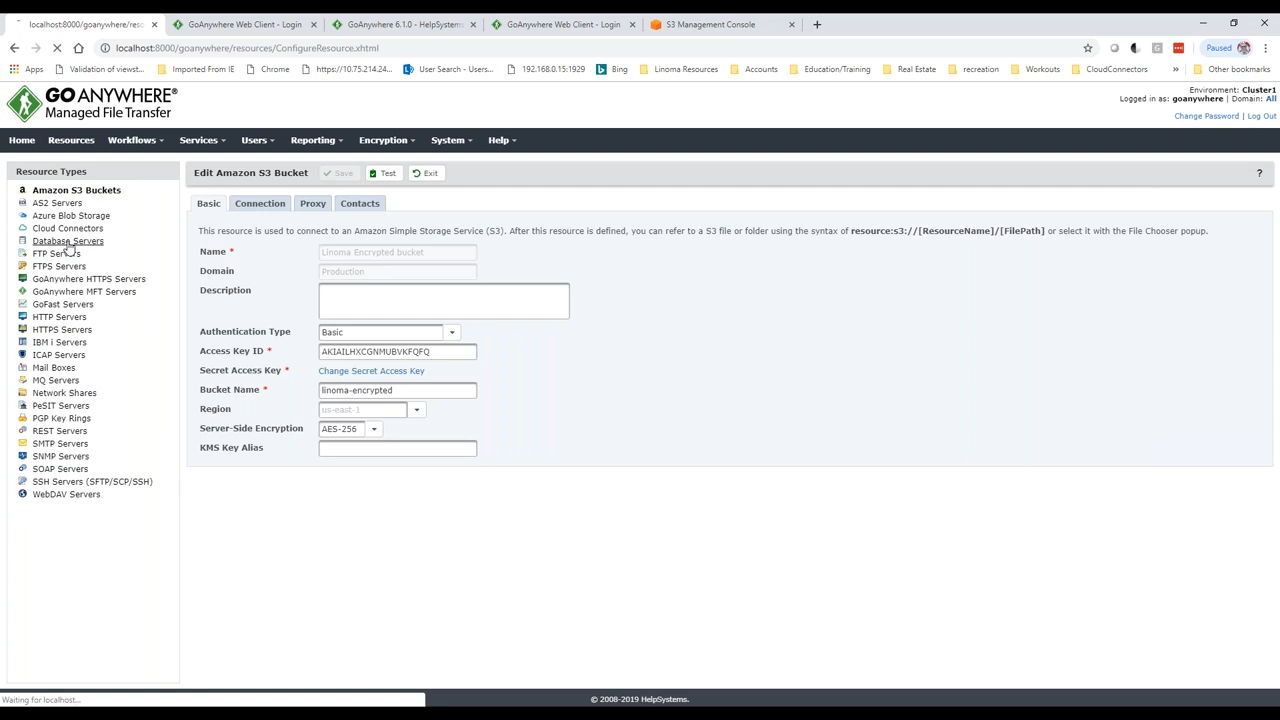 localhost:8000/goanywhere/reso
GoAnywhere Web Client - Login
GoAnywhere 6.1.0 - HelpSystems
GoAnywhere Web Client - Login
S3 Management Console
localhost:8000/goanywhere/resources/ConfigureResource.xhtml
Paused
Apps
Validation of viewst...
Imported From IE
Chrome
https://10.75.214.24...
User Search - Users...
192.168.0.15:1929
Bing
Linoma Resources
Accounts
Education/Training
Real Estate
recreation
Workouts
CloudConnectors
»
Other bookmarks
GO ANYWHERE®
Managed File Transfer
Environment: Cluster1
Logged in as: goanywhere | Domain: All
Change Password | Log Out
Home Resources Workflows Services Users Reporting Encryption System Help
Resource Types
Amazon S3 Buckets
AS2 Servers
Azure Blob Storage
Cloud Connectors
Database Servers
FTP Servers
FTPS Servers
GoAnywhere HTTPS Servers
GoAnywhere MFT Servers
GoFast Servers
HTTP Servers
HTTPS Servers
IBM i Servers
ICAP Servers
Mail Boxes
MQ Servers
Network Shares
PeSIT Servers
PGP Key Rings
REST Servers
SMTP Servers
SNMP Servers
SOAP Servers
SSH Servers (SFTP/SCP/SSH)
WebDAV Servers
Edit Amazon S3 Bucket Save Test Exit ?
Basic Connection Proxy Contacts
This resource is used to connect to an Amazon Simple Storage Service (S3). After this resource is defined, you can refer to a S3 file or folder using the syntax of resource:s3://[ResourceName]/[FilePath] or select it with the File Chooser popup.
Name * Linoma Encrypted bucket
Domain Production
Description
Authentication Type Basic
Access Key ID * AKIAILHXCGNMUBVKFQFQ
Secret Access Key * Change Secret Access Key
Bucket Name * linoma-encrypted
Region us-east-1
Server-Side Encryption AES-256
KMS Key Alias
Waiting for localhost...
© 2008-2019 HelpSystems.